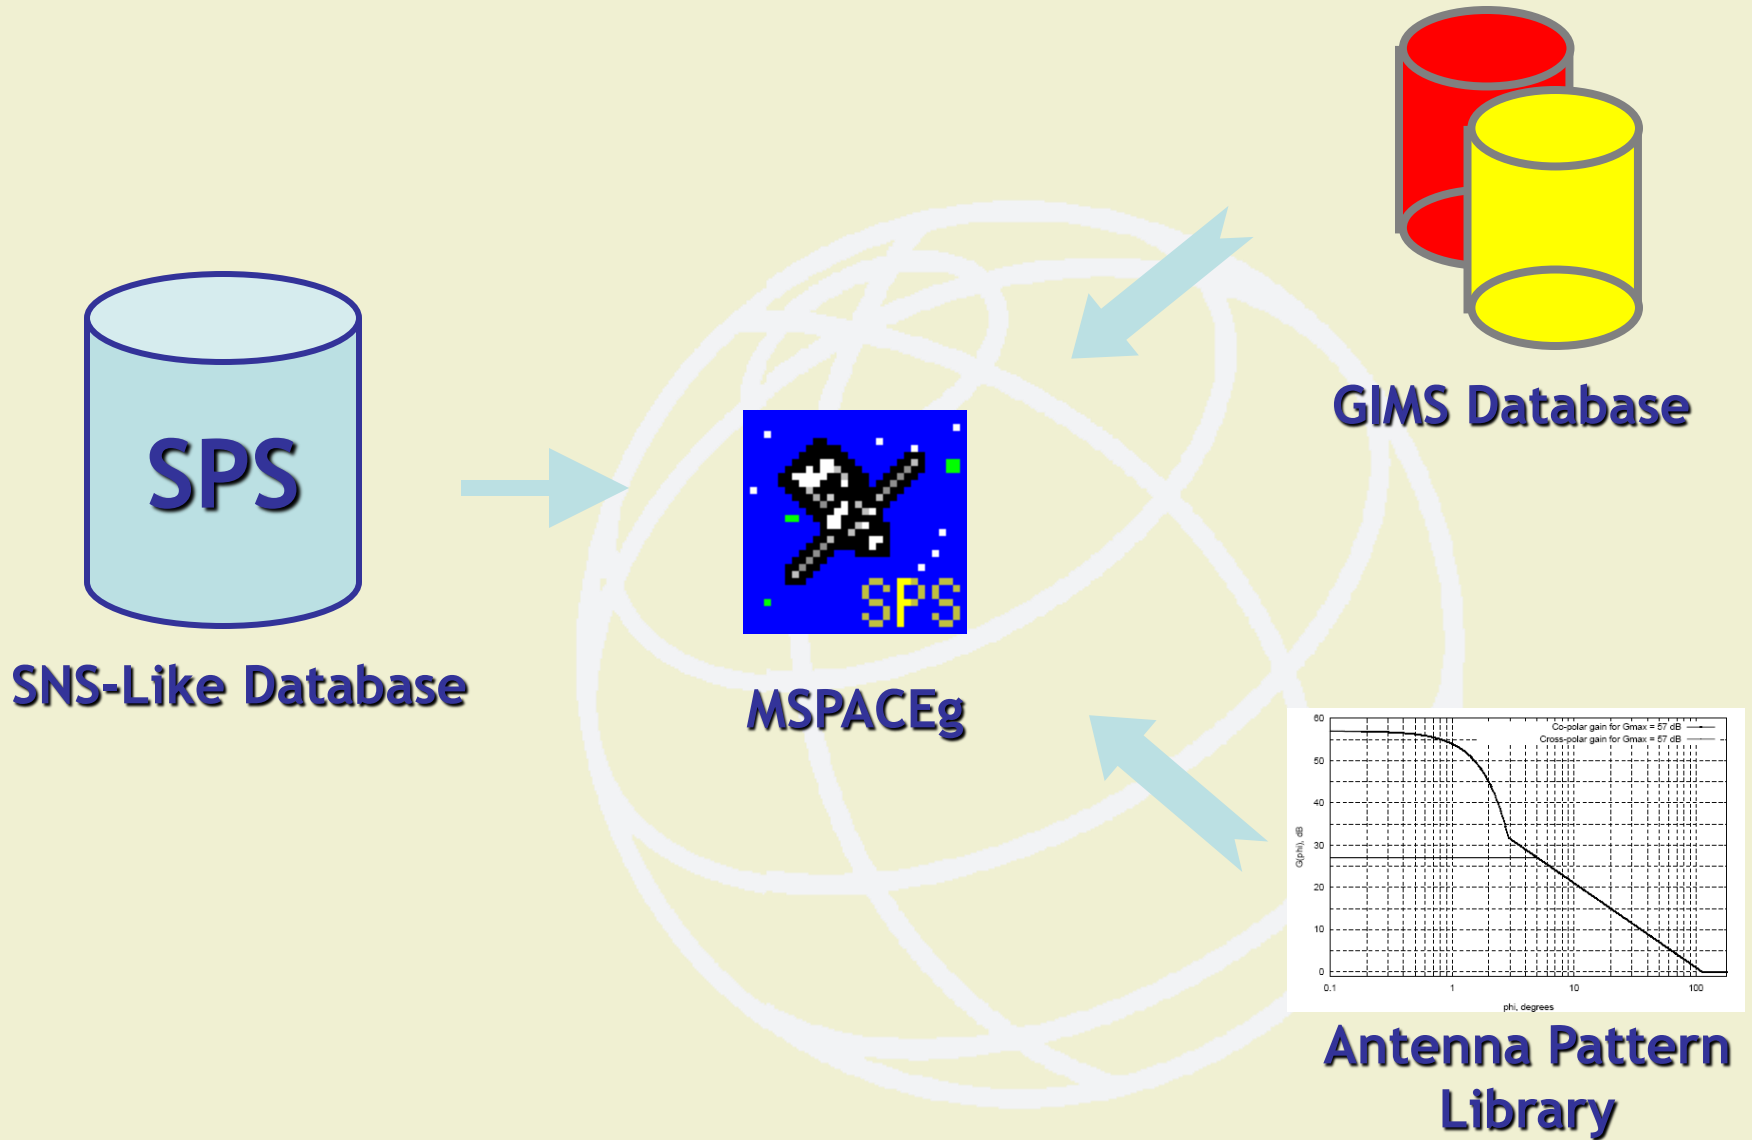 SPS
SNS-Like Database
SPS
MSPACEg
GIMS Database
Co-polar gain for Gmax = 57 dB
Cross-polar gain for Gmax = 57 dB
60
50
40
30
20
10
0
G(phi), dB
0.1 1 10 100
phi, degrees
Antenna Pattern
Library